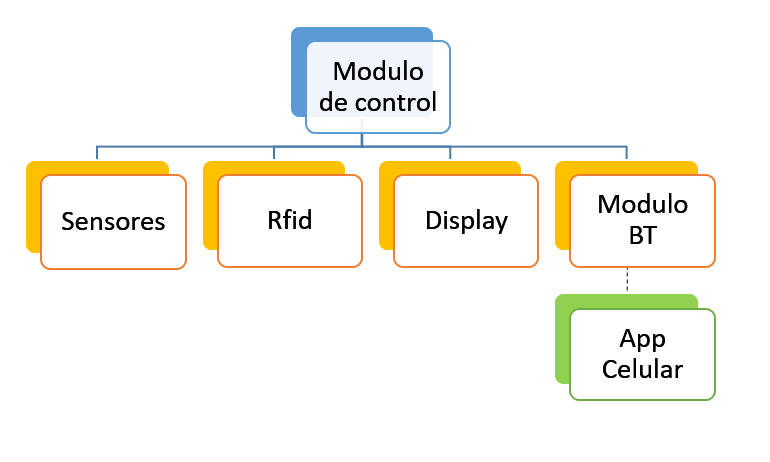 Modulo
de control
Sensores
Rfid
Display
Modulo
BT
App
Celular